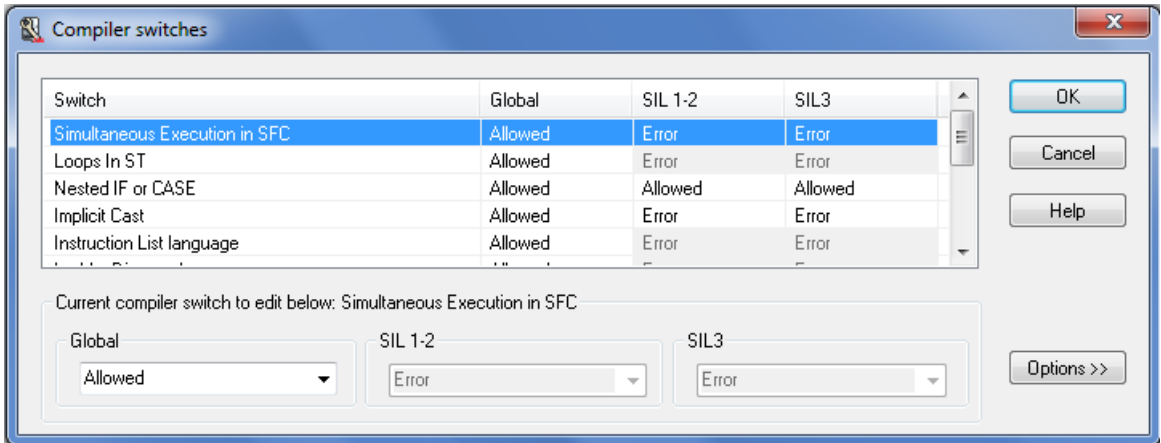 Compiler switches
Switch Global SIL 1-2 SIL3
Simultaneous Execution in SFC Allowed Error Error
Loops In ST Allowed Error Error
Nested IF or CASE Allowed Allowed Allowed
Implicit Cast Allowed Error Error
Instruction List language Allowed Error Error
OK
Cancel
Help
Current compiler switch to edit below: Simultaneous Execution in SFC
Global SIL 1-2 SIL3
Allowed Error Error
Options >>